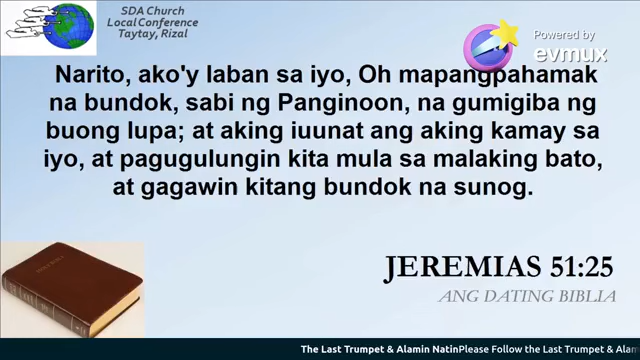 SDA Church
Local Conference
Taytay, Rizal
Powered by
evmux
Narito, ako'y laban sa iyo, Oh mapangpahamak
na bundok, sabi ng Panginoon, na gumigiba ng
buong lupa; at aking iuunat ang aking kamay sa
iyo, at pagugulungin kita mula sa malaking bato,
at gagawin kitang bundok na sunog.
JEREMIAS 51:25
ANG DATING BIBLIA
The Last Trumpet & Alamin NatinPlease Follow the Last Trumpet & Alam